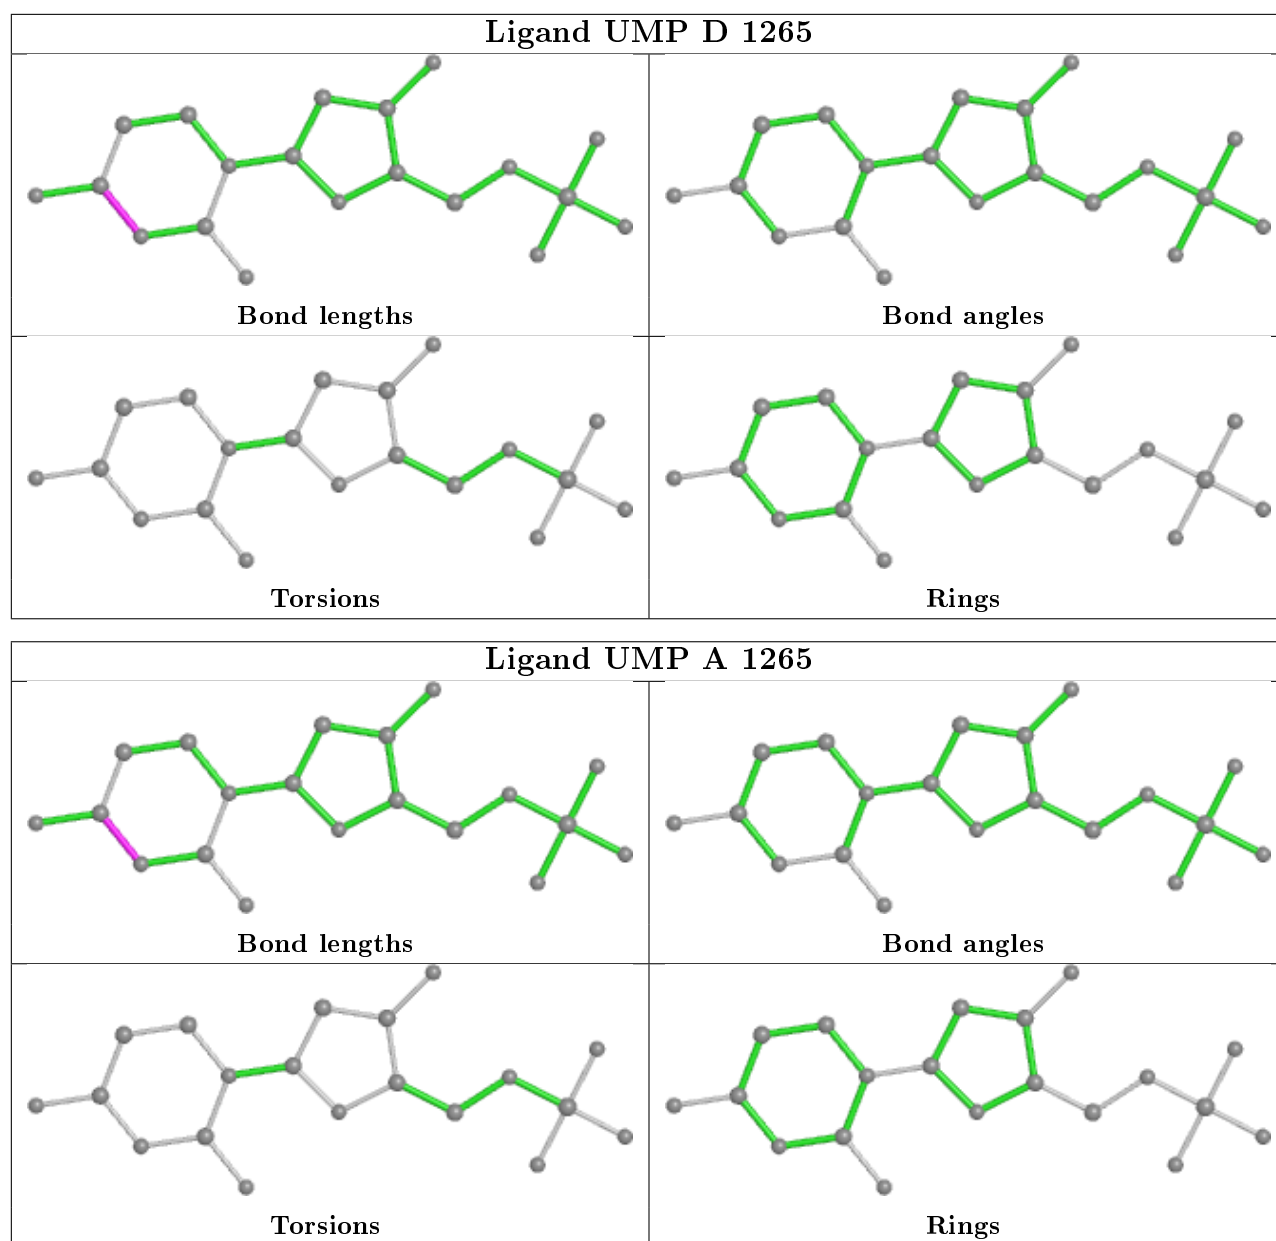 Ligand UMP D 1265
Bond lengths
Bond angles
Torsions
Rings
Ligand UMP A 1265
Bond lengths
Bond angles
Torsions
Rings